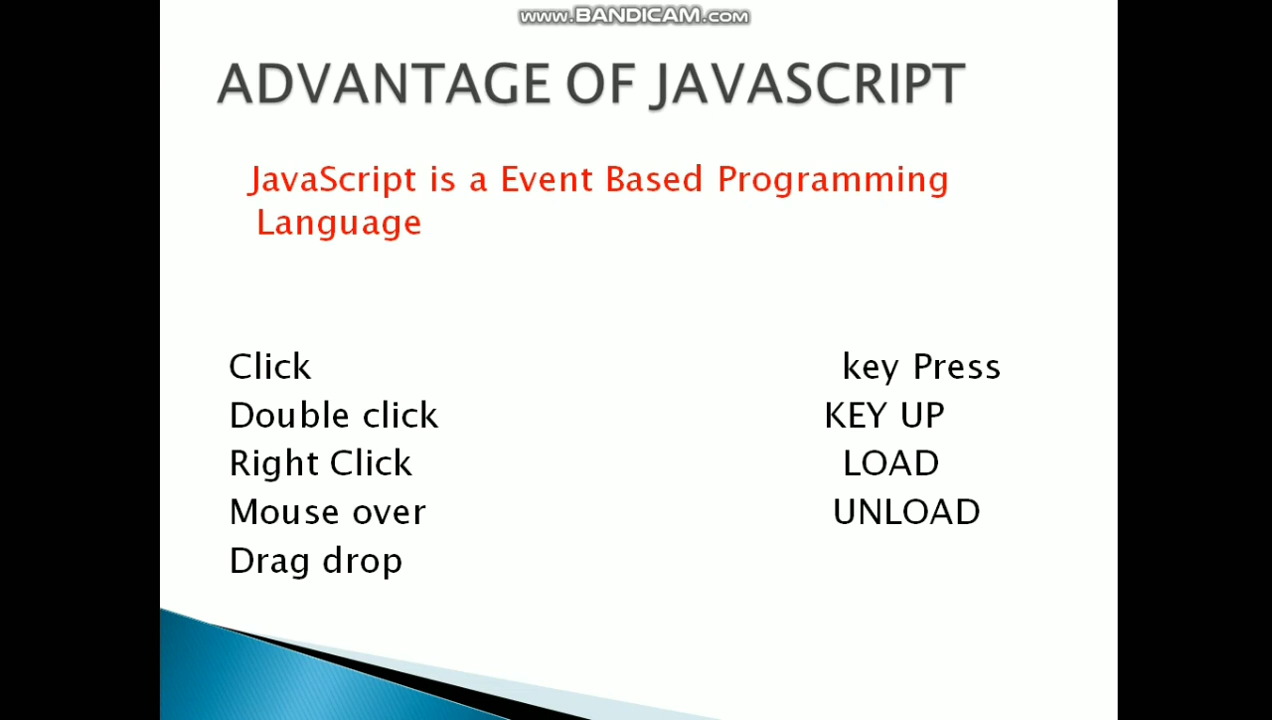 www.BANDICAM.com
ADVANTAGE OF JAVASCRIPT
JavaScript is a Event Based Programming
Language
Click key Press
Double click KEY UP
Right Click LOAD
Mouse over UNLOAD
Drag drop